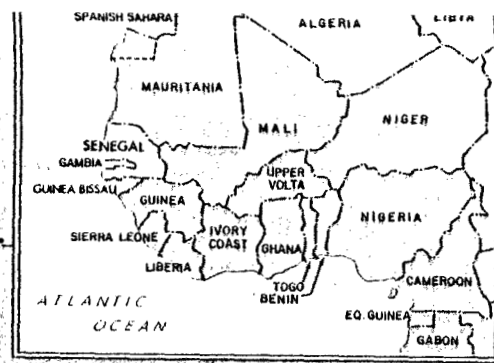 SPANISH SAHARA
ALGERIA
LIBYA
MAURITANIA
MALI
NIGER
SENEGAL
GAMBIA
GUINEA BISSAU
GUINEA
UPPER
VOLTA
NIGERIA
SIERRA LEONE
IVORY
COAST
GHANA
LIBERIA
TOGO
BENIN
CAMEROON
ATLANTIC
OCEAN
EQ. GUINEA
GABON